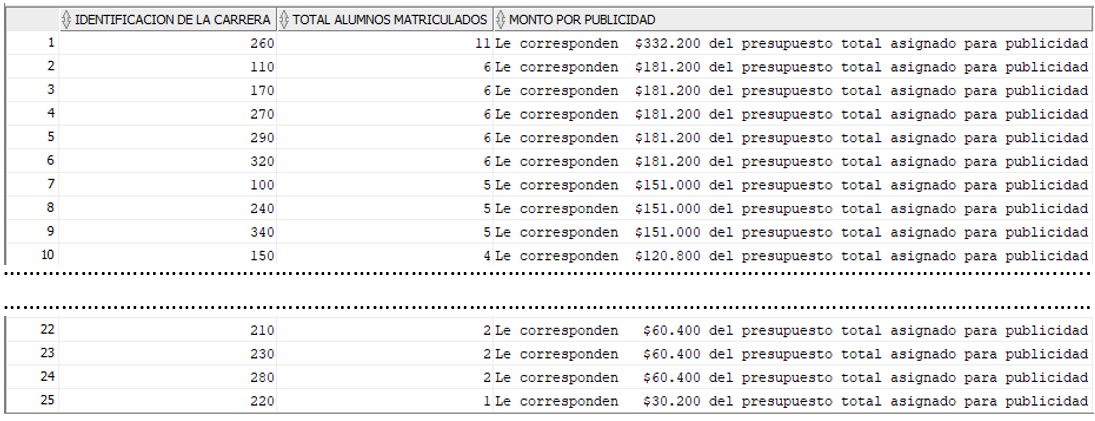 IDENTIFICACION DE LA CARRERA TOTAL ALUMNOS MATRICULADOS MONTO POR PUBLICIDAD
1 260 11 Le corresponden $332.200 del presupuesto total asignado para publicidad
2 110 6 Le corresponden $181.200 del presupuesto total asignado para publicidad
3 170 6 Le corresponden $181.200 del presupuesto total asignado para publicidad
4 270 6 Le corresponden $181.200 del presupuesto total asignado para publicidad
5 290 6 Le corresponden $181.200 del presupuesto total asignado para publicidad
6 320 6 Le corresponden $181.200 del presupuesto total asignado para publicidad
7 100 5 Le corresponden $151.000 del presupuesto total asignado para publicidad
8 240 5 Le corresponden $151.000 del presupuesto total asignado para publicidad
9 340 5 Le corresponden $151.000 del presupuesto total asignado para publicidad
10 150 4 Le corresponden $120.800 del presupuesto total asignado para publicidad
22 210 2 Le corresponden $60.400 del presupuesto total asignado para publicidad
23 230 2 Le corresponden $60.400 del presupuesto total asignado para publicidad
24 280 2 Le corresponden $60.400 del presupuesto total asignado para publicidad
25 220 1 Le corresponden $30.200 del presupuesto total asignado para publicidad